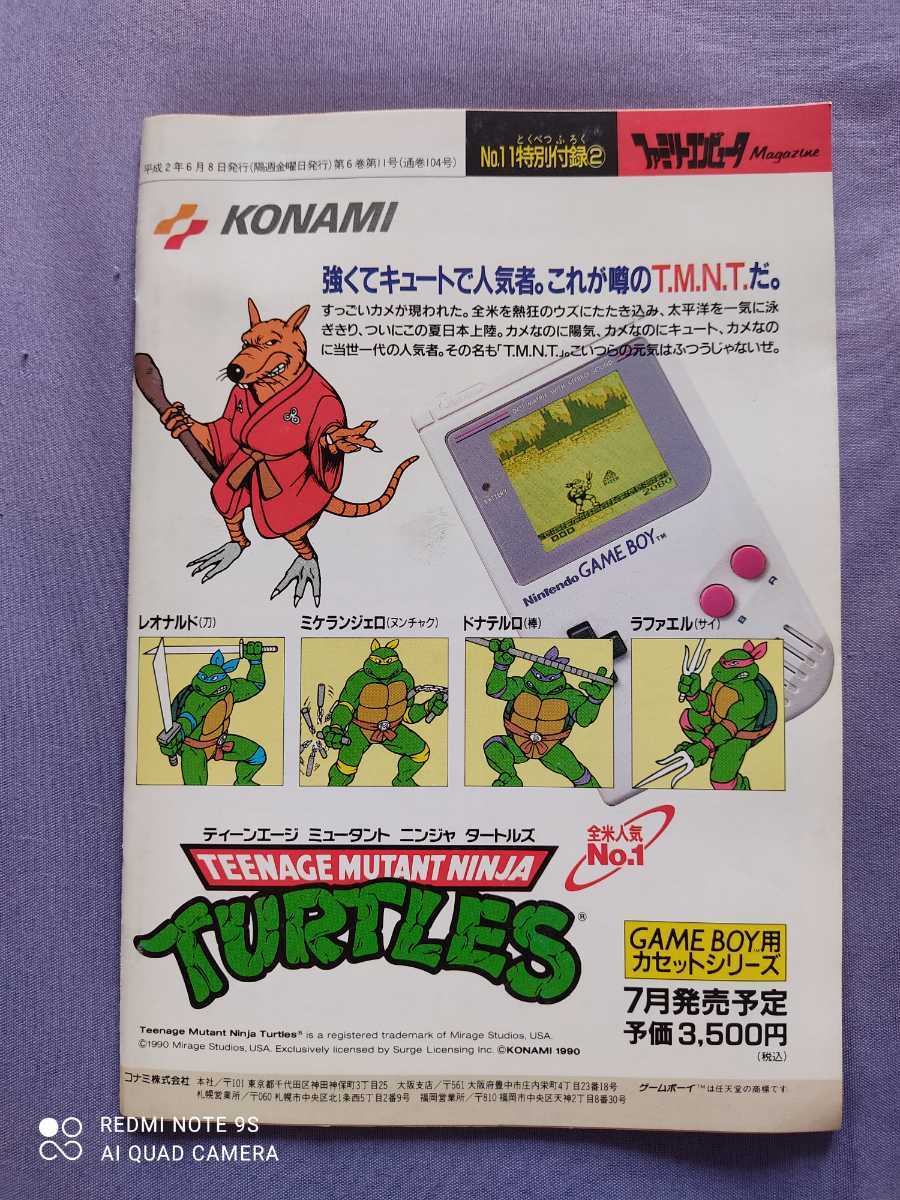 とくべつふろく
No.11特別付録②
ファミリーコンピュータ Magazine
平成2年6月8日発行(隔週金曜日発行)第6巻第11号(通巻104号)
KONAMI
強くてキュートで人気者。これが噂のT.M.N.T.だ。
すっごいカメが現われた。全米を熱狂のウズにたたき込み、太平洋を一気に泳
ぎきり、ついにこの夏日本上陸。カメなのに陽気、カメなのにキュート、カメなの
に当世一代の人気者。その名も「T.M.N.T.」。こいつらの元気はふつうじゃないぜ。
DOT MATRIX WITH STEREO SOUND
BATTERY
2080
Nintendo GAME BOY™
B
A
レオナルド(刀)
ミケランジェロ(ヌンチャク)
ドナテルロ(棒)
ラファエル(サイ)
ティーンエージ ミュータント ニンジャ タートルズ
TEENAGE MUTANT NINJA
TURTLES®
全米人気
No.1
GAME BOY™用
カセットシリーズ
7月発売予定
予価3,500円
(税込)
Teenage Mutant Ninja Turtles® is a registered trademark of Mirage Studios, USA.
©1990 Mirage Studios, USA. Exclusively licensed by Surge Licensing Inc. ©KONAMI 1990
コナミ株式会社 本社/〒101 東京都千代田区神田神保町3丁目25 大阪支店/〒561 大阪府豊中市庄内栄町4丁目23番18号
札幌営業所/〒060 札幌市中央区北1条西5丁目2番9号 福岡営業所/〒810 福岡市中央区天神2丁目8番30号
ゲームボーイ™は任天堂の商標です
REDMI NOTE 9S
AI QUAD CAMERA